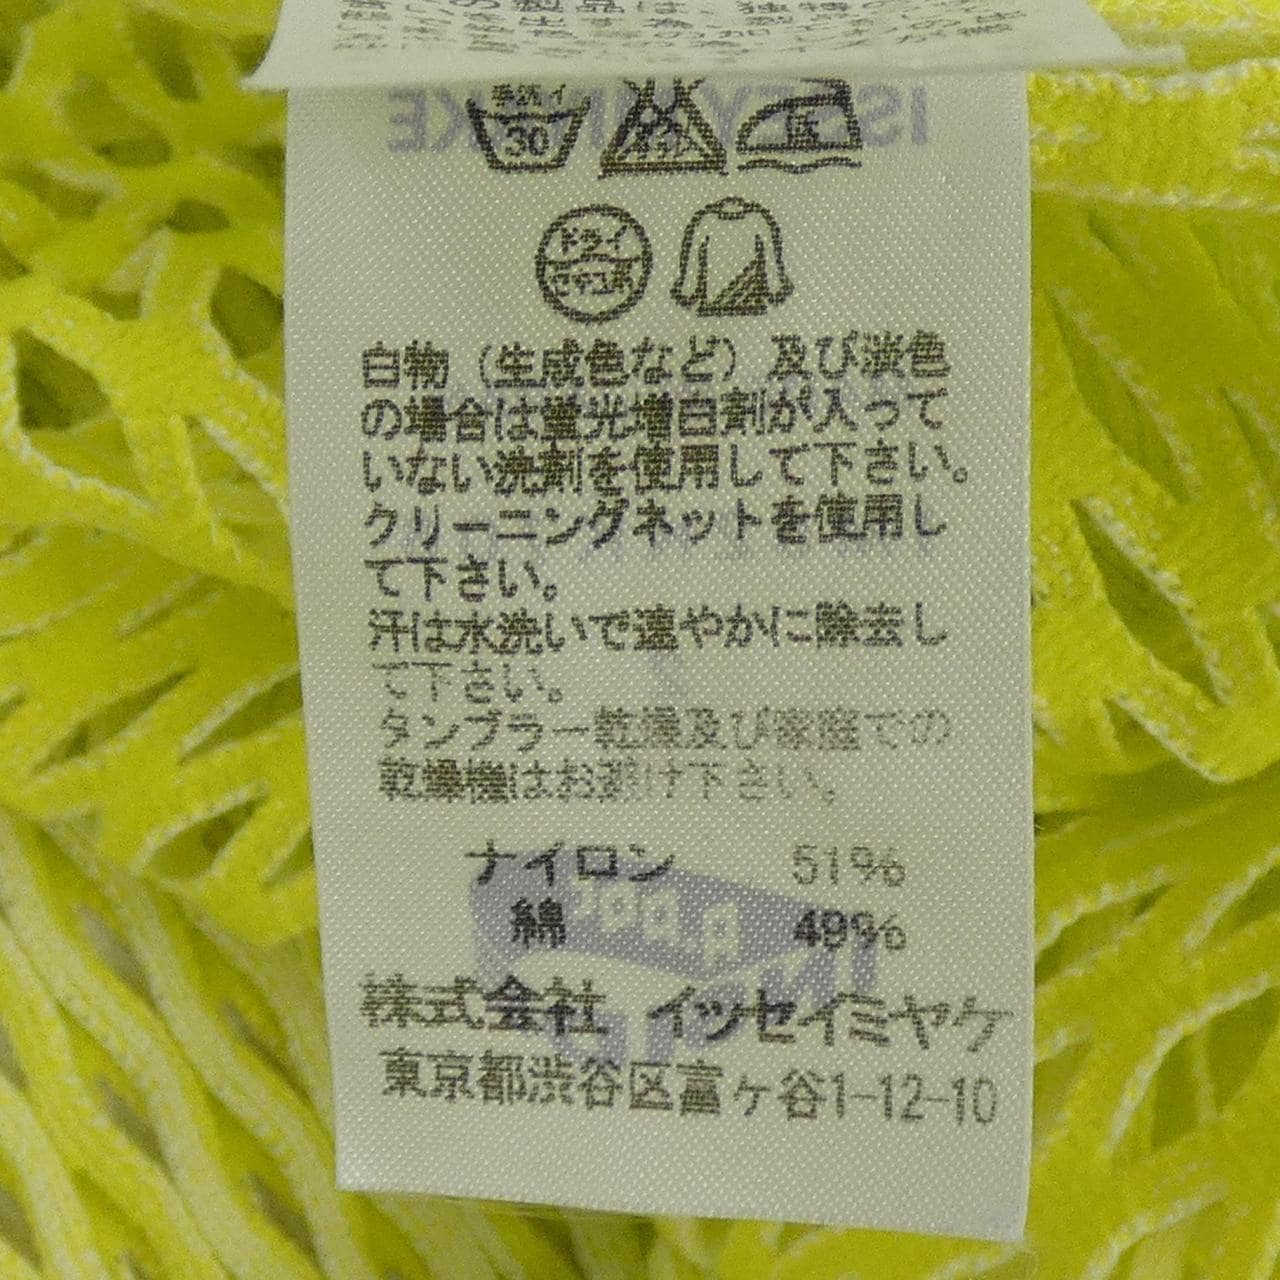 手洗イ
30
ドライ
セキユ系
白物（生成色など）及び淡色
の場合は蛍光増白剤が入って
いない洗剤を使用して下さい。
クリーニングネットを使用し
て下さい。
汗は水洗いで速やかに除去し
て下さい。
タンブラー乾燥及び家庭での
乾燥機はお避け下さい。
ナイロン 51%
綿 49%
株式会社 イッセイミヤケ
東京都渋谷区富ヶ谷1-12-10